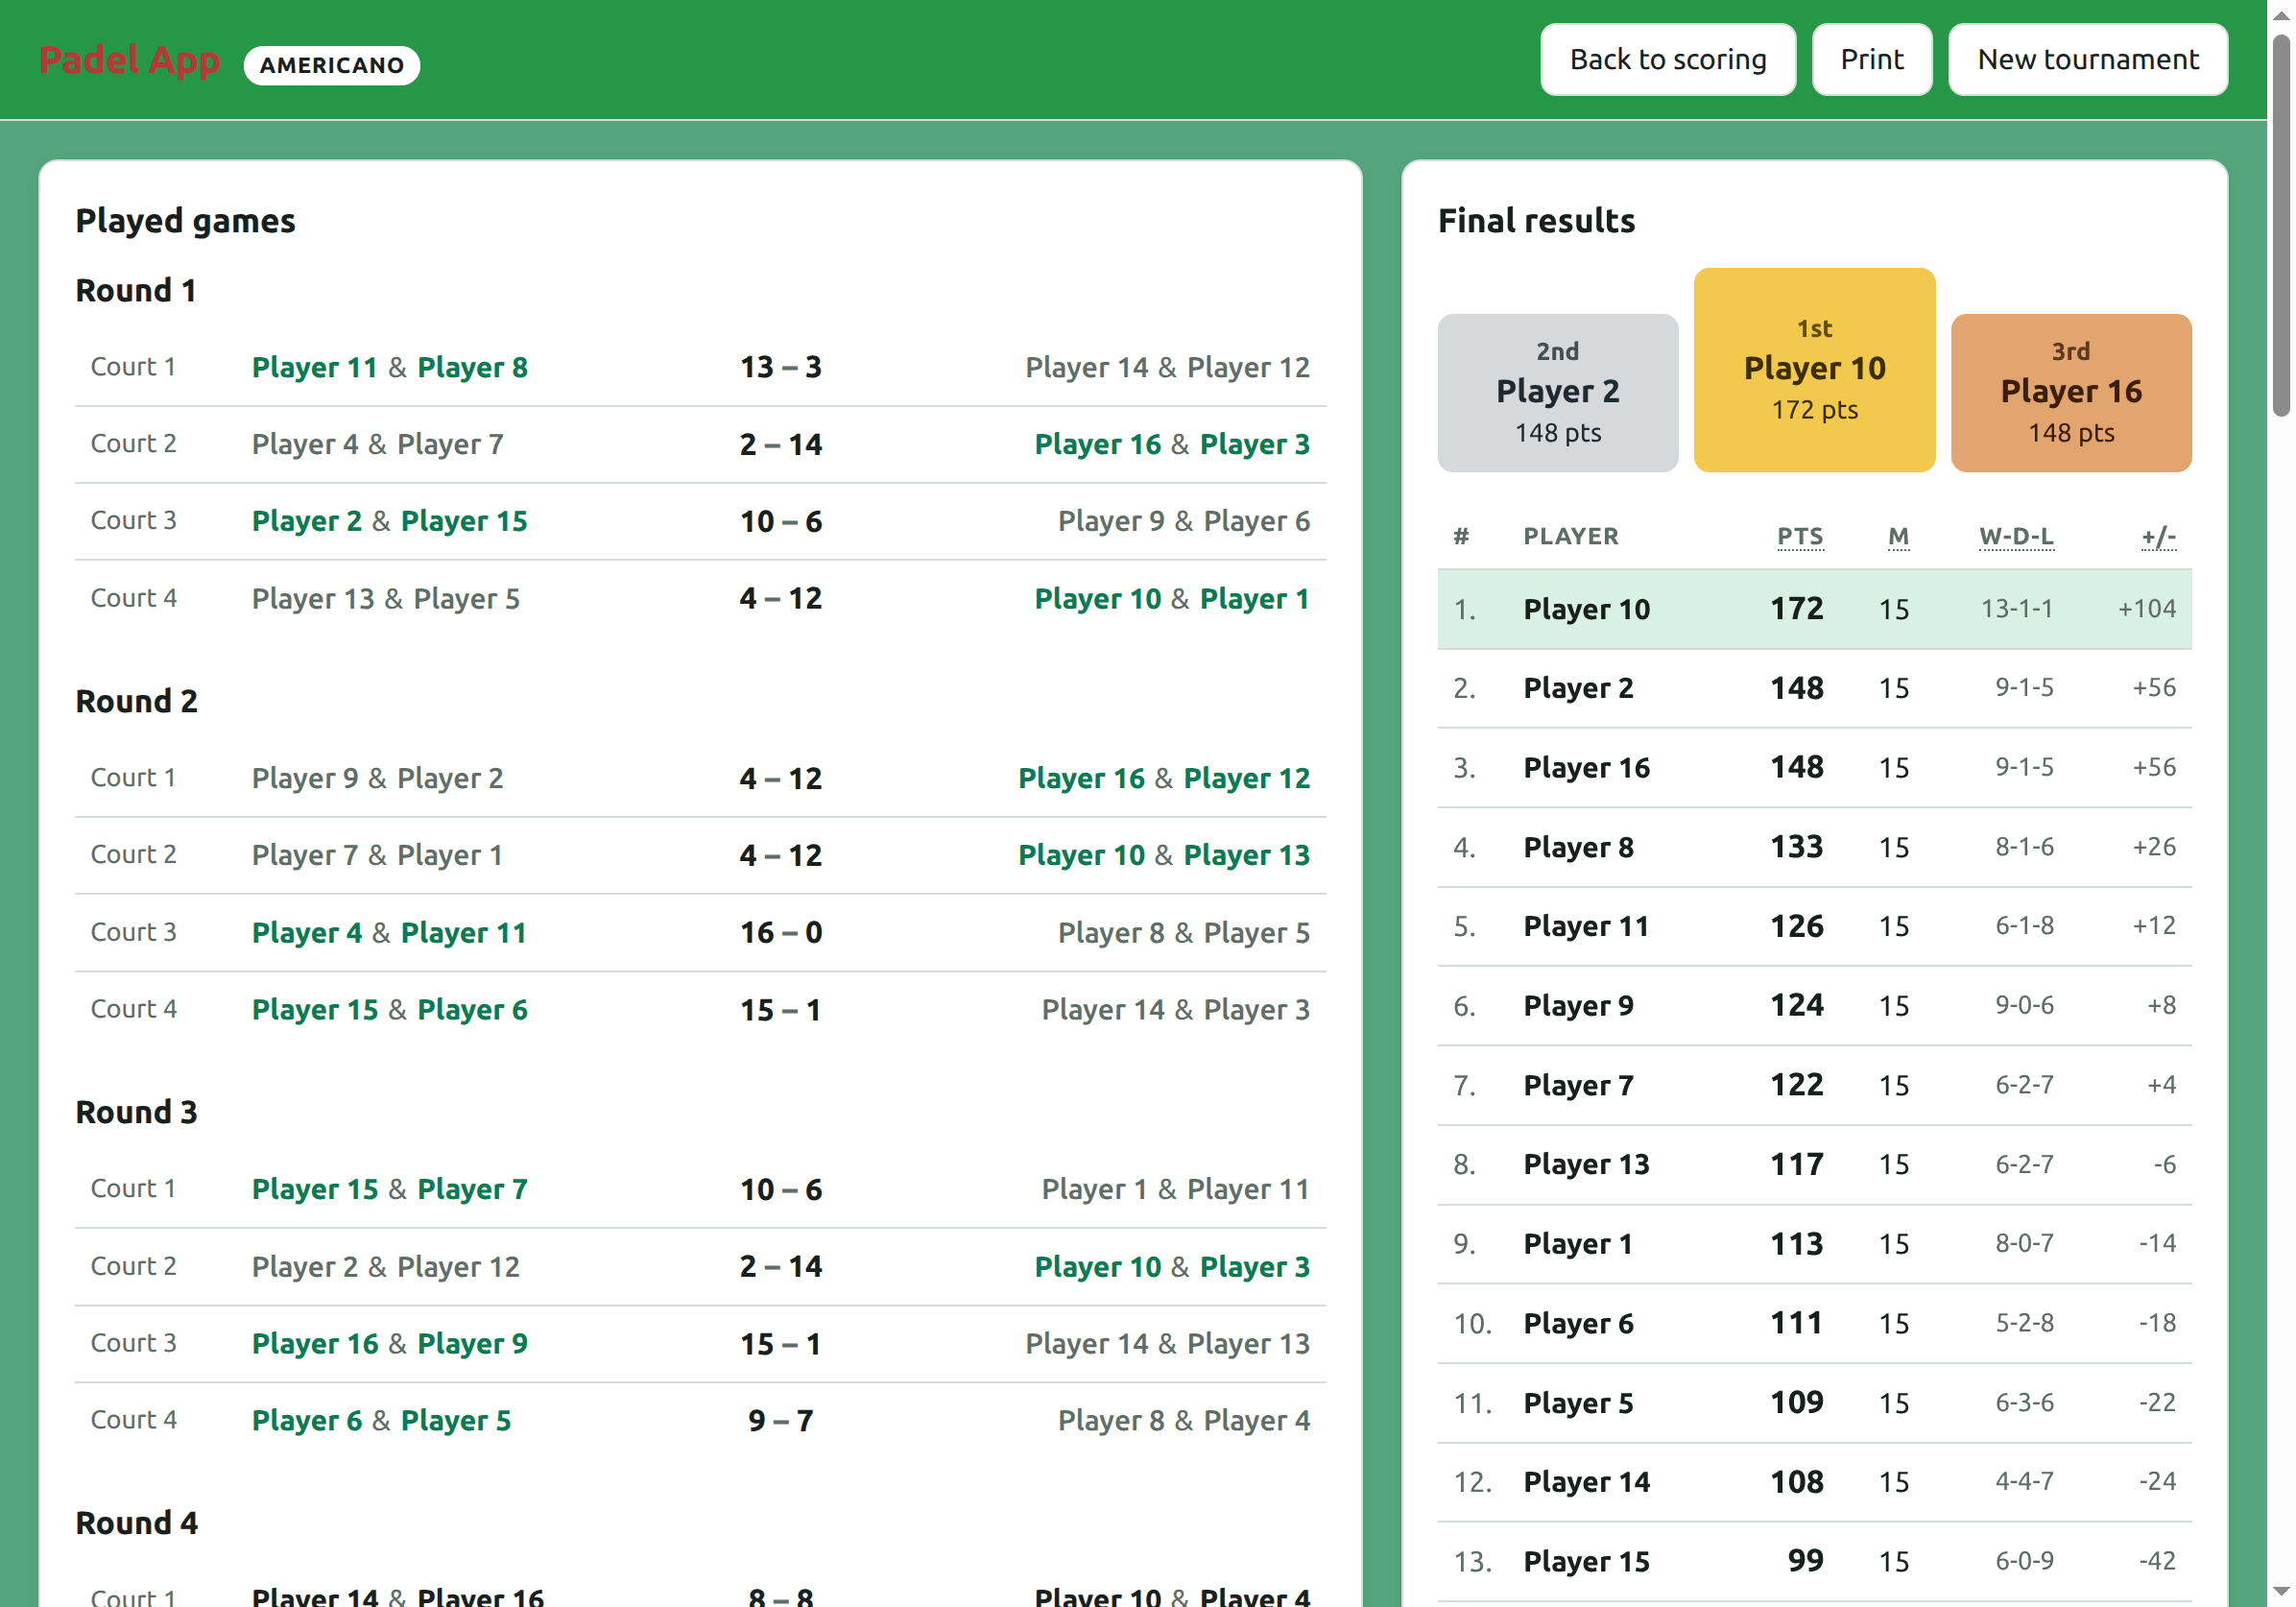 Padel App AMERICANO Back to scoring Print New tournament
Played games
Round 1
Court 1 Player 11 & Player 8 13 – 3 Player 14 & Player 12
Court 2 Player 4 & Player 7 2 – 14 Player 16 & Player 3
Court 3 Player 2 & Player 15 10 – 6 Player 9 & Player 6
Court 4 Player 13 & Player 5 4 – 12 Player 10 & Player 1
Round 2
Court 1 Player 9 & Player 2 4 – 12 Player 16 & Player 12
Court 2 Player 7 & Player 1 4 – 12 Player 10 & Player 13
Court 3 Player 4 & Player 11 16 – 0 Player 8 & Player 5
Court 4 Player 15 & Player 6 15 – 1 Player 14 & Player 3
Round 3
Court 1 Player 15 & Player 7 10 – 6 Player 1 & Player 11
Court 2 Player 2 & Player 12 2 – 14 Player 10 & Player 3
Court 3 Player 16 & Player 9 15 – 1 Player 14 & Player 13
Court 4 Player 6 & Player 5 9 – 7 Player 8 & Player 4
Round 4
Court 1 Player 14 & Player 16 8 – 8 Player 10 & Player 4
Final results
2nd
Player 2
148 pts
1st
Player 10
172 pts
3rd
Player 16
148 pts
# PLAYER PTS M W-D-L +/-
1. Player 10 172 15 13-1-1 +104
2. Player 2 148 15 9-1-5 +56
3. Player 16 148 15 9-1-5 +56
4. Player 8 133 15 8-1-6 +26
5. Player 11 126 15 6-1-8 +12
6. Player 9 124 15 9-0-6 +8
7. Player 7 122 15 6-2-7 +4
8. Player 13 117 15 6-2-7 -6
9. Player 1 113 15 8-0-7 -14
10. Player 6 111 15 5-2-8 -18
11. Player 5 109 15 6-3-6 -22
12. Player 14 108 15 4-4-7 -24
13. Player 15 99 15 6-0-9 -42